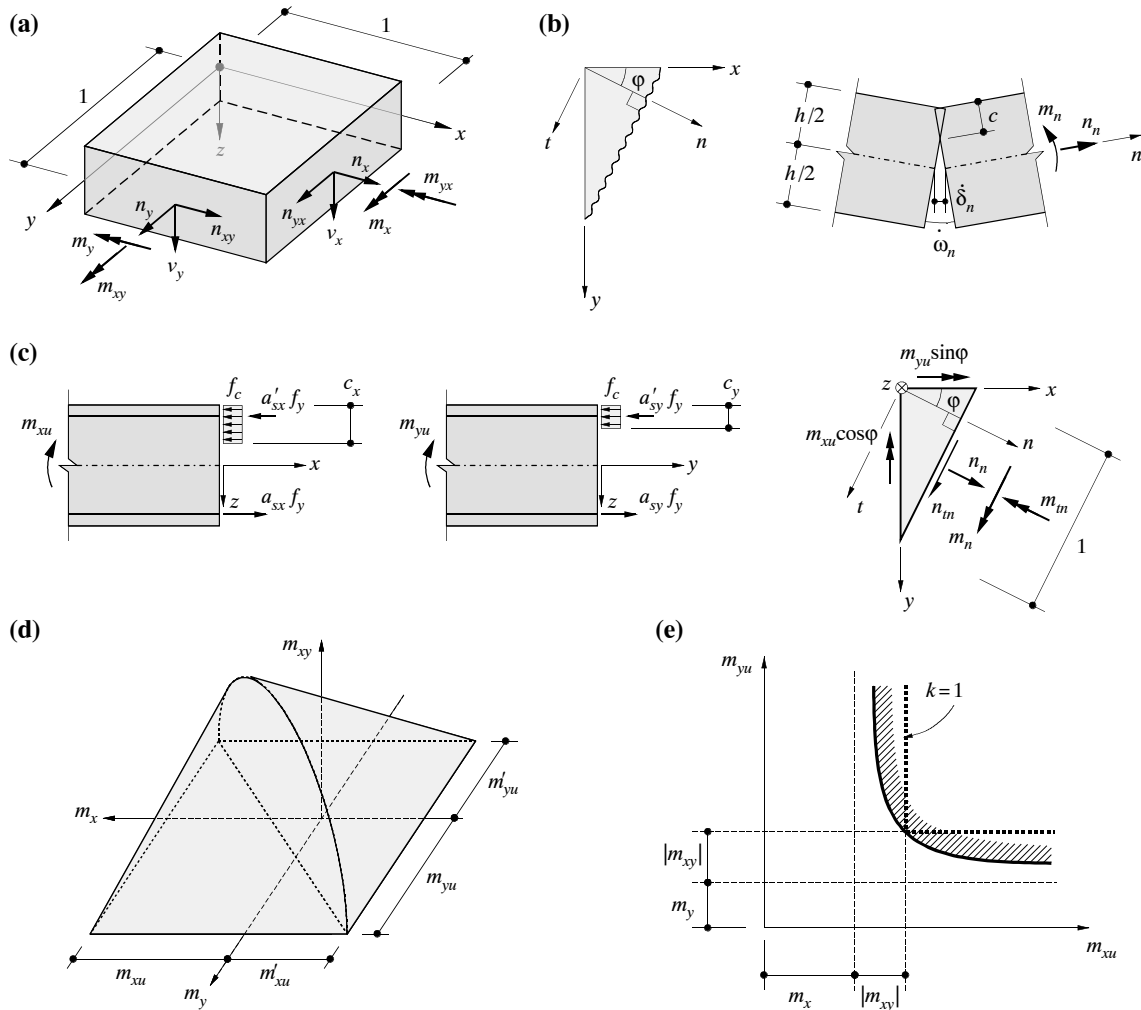 (a)
1
1
x
z
y
n_x
n_yx
v_x
m_yx
m_x
n_y
n_xy
v_y
m_y
m_xy
(b)
x
φ
t
n
y
h/2
h/2
c
m_n
n_n
n
δ̇_n
ω̇_n
(c)
m_xu
f_c
a'_sx f_y
c_x
x
z
a_sx f_y
m_yu
f_c
a'_sy f_y
c_y
y
z
a_sy f_y
m_yu sinφ
z
x
φ
m_xu cosφ
n
t
n_n
n_tn
m_tn
m_n
1
y
(d)
m_xy
m_x
m'_yu
m_yu
m_xu
m'_xu
m_y
(e)
m_yu
k = 1
|m_xy|
m_y
m_xu
m_x
|m_xy|